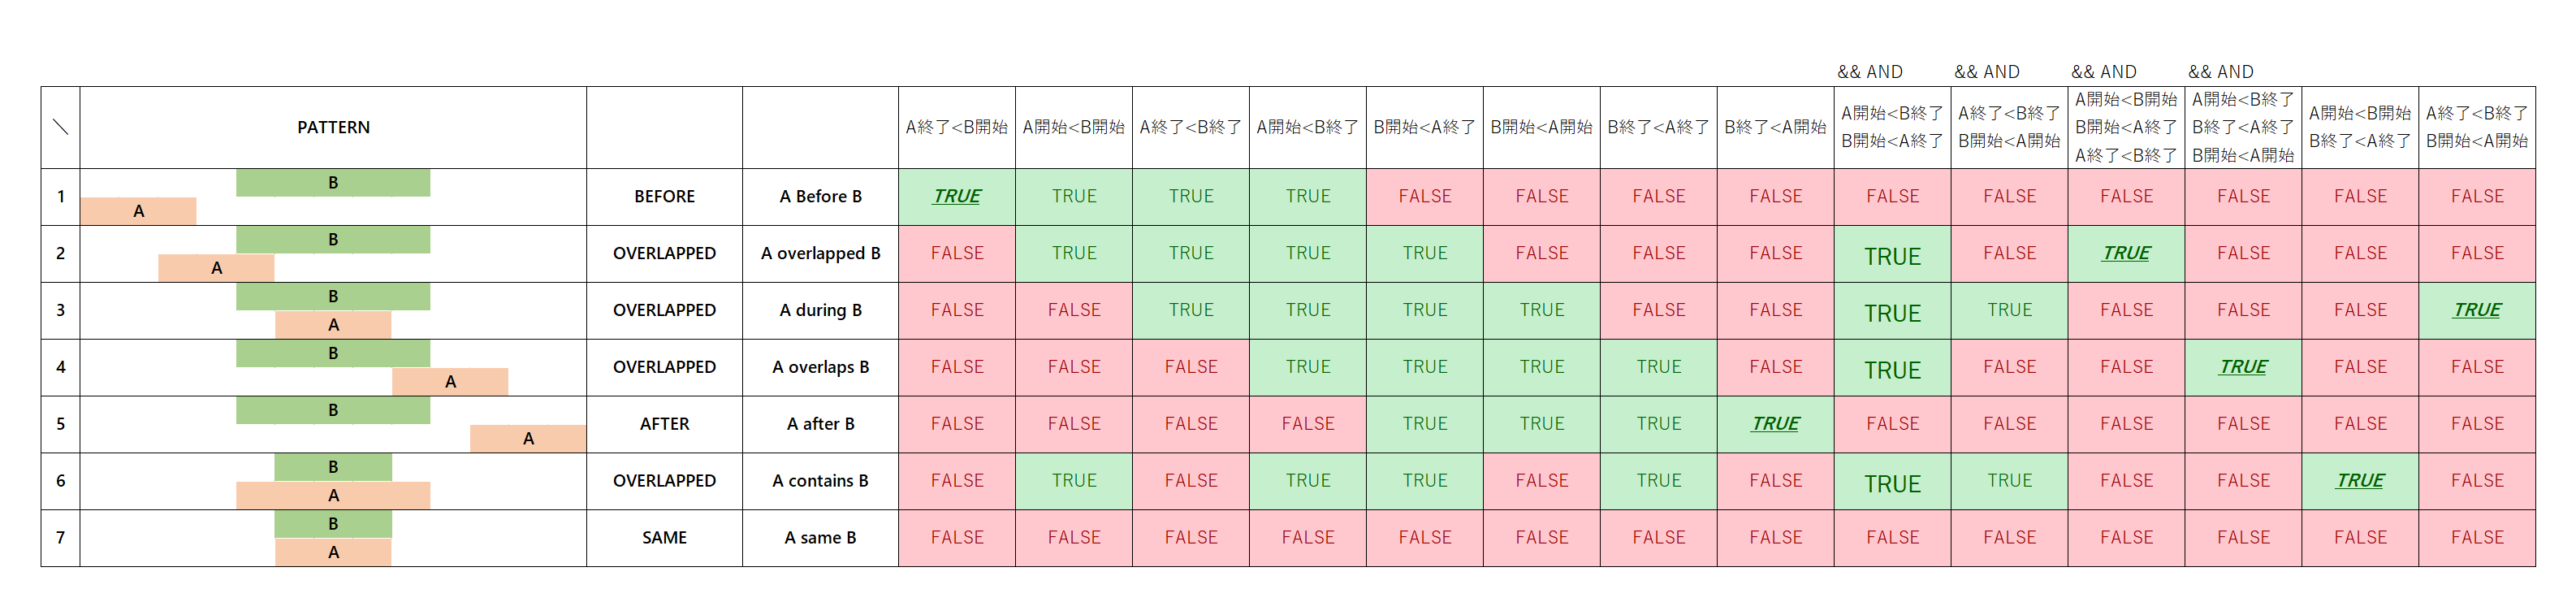 && AND && AND && AND && AND
＼ PATTERN A終了<B開始 A開始<B開始 A終了<B終了 A開始<B終了 B開始<A終了 B開始<A開始 B終了<A終了 B終了<A開始
A開始<B終了
B開始<A終了
A終了<B終了
B開始<A開始
A開始<B開始
B開始<A終了
A終了<B終了
A開始<B終了
B終了<A終了
B開始<A開始
A開始<B開始
B終了<A終了
A終了<B終了
B開始<A開始
B
1 A BEFORE A Before B TRUE TRUE TRUE TRUE FALSE FALSE FALSE FALSE FALSE FALSE FALSE FALSE FALSE FALSE
B
2 A OVERLAPPED A overlapped B FALSE TRUE TRUE TRUE TRUE FALSE FALSE FALSE TRUE FALSE TRUE FALSE FALSE FALSE
B
3 A OVERLAPPED A during B FALSE FALSE TRUE TRUE TRUE TRUE FALSE FALSE TRUE TRUE FALSE FALSE FALSE TRUE
B
4 A OVERLAPPED A overlaps B FALSE FALSE FALSE TRUE TRUE TRUE TRUE FALSE TRUE FALSE FALSE TRUE FALSE FALSE
B
5 A AFTER A after B FALSE FALSE FALSE FALSE TRUE TRUE TRUE TRUE FALSE FALSE FALSE FALSE FALSE FALSE
B
6 A OVERLAPPED A contains B FALSE TRUE FALSE TRUE TRUE FALSE TRUE FALSE TRUE TRUE FALSE FALSE TRUE FALSE
B
7 A SAME A same B FALSE FALSE FALSE FALSE FALSE FALSE FALSE FALSE FALSE FALSE FALSE FALSE FALSE FALSE